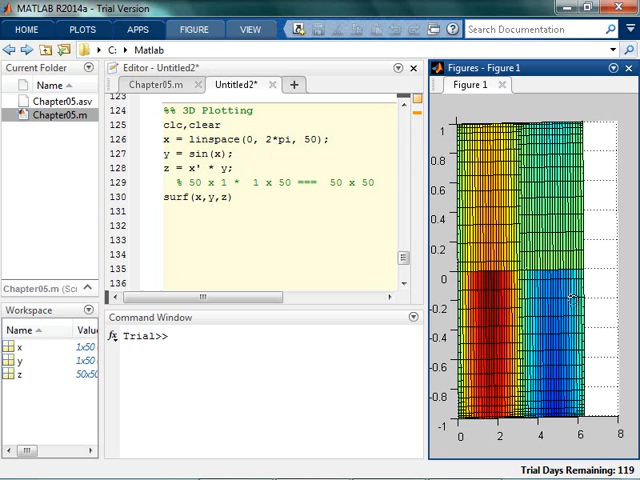 MATLAB R2014a - Trial Version
HOME PLOTS APPS FIGURE VIEW Search Documentation
C: Matlab
Current Folder
Name
Chapter05.asv
Chapter05.m
Chapter05.m (Sc
Workspace
Name Value
x 1x50
y 1x50
z 50x50
Editor - Untitled2*
Chapter05.m Untitled2*
123
124 %% 3D Plotting
125 clc,clear
126 x = linspace(0, 2*pi, 50);
127 y = sin(x);
128 z = x' * y;
129 % 50 x 1 * 1 x 50 === 50 x 50
130 surf(x,y,z)
131
132
133
134
135
136
Command Window
fx Trial>>
Figures - Figure 1
Figure 1
1
0.8
0.6
0.4
0.2
0
-0.2
-0.4
-0.6
-0.8
-1
0 2 4 6 8
Trial Days Remaining: 119